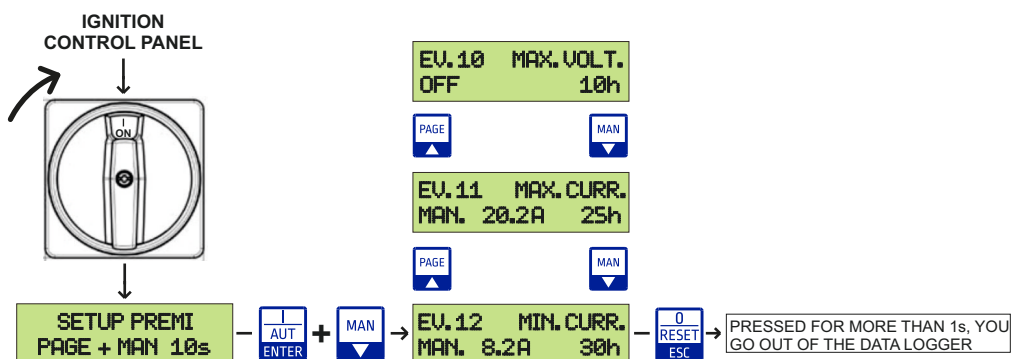 IGNITION
CONTROL PANEL
I
ON
SETUP PREMI
PAGE + MAN 10s
I
AUT
ENTER
+
MAN
EV.10 MAX.VOLT.
OFF 10h
PAGE
MAN
EV.11 MAX.CURR.
MAN. 20.2A 25h
PAGE
MAN
EV.12 MIN.CURR.
MAN. 8.2A 30h
0
RESET
ESC
PRESSED FOR MORE THAN 1s, YOU
GO OUT OF THE DATA LOGGER